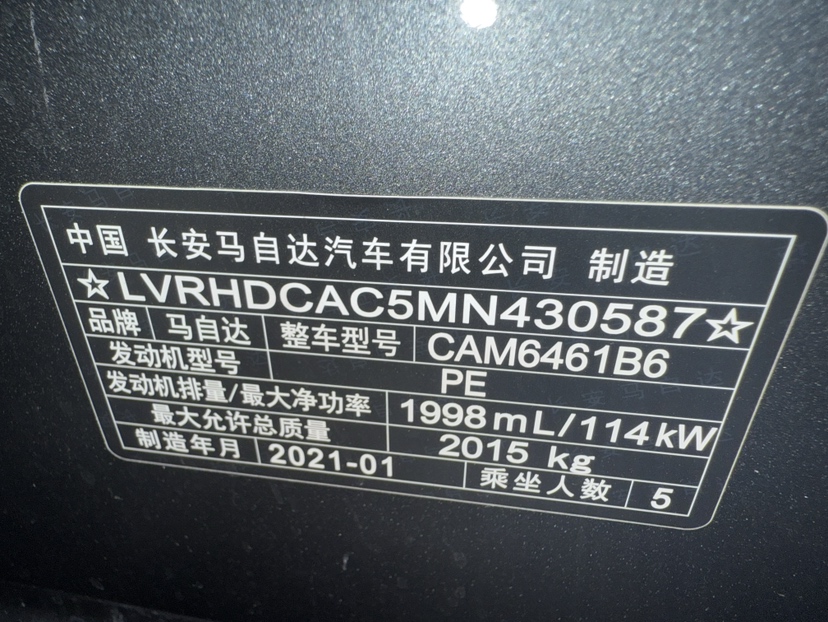 中国 长安马自达汽车有限公司 制造
☆LVRHDCAC5MN430587☆
品牌 马自达 整车型号 CAM6461B6
发动机型号 PE
发动机排量/最大净功率 1998mL/114kW
最大允许总质量 2015 kg
制造年月 2021-01 乘坐人数 5